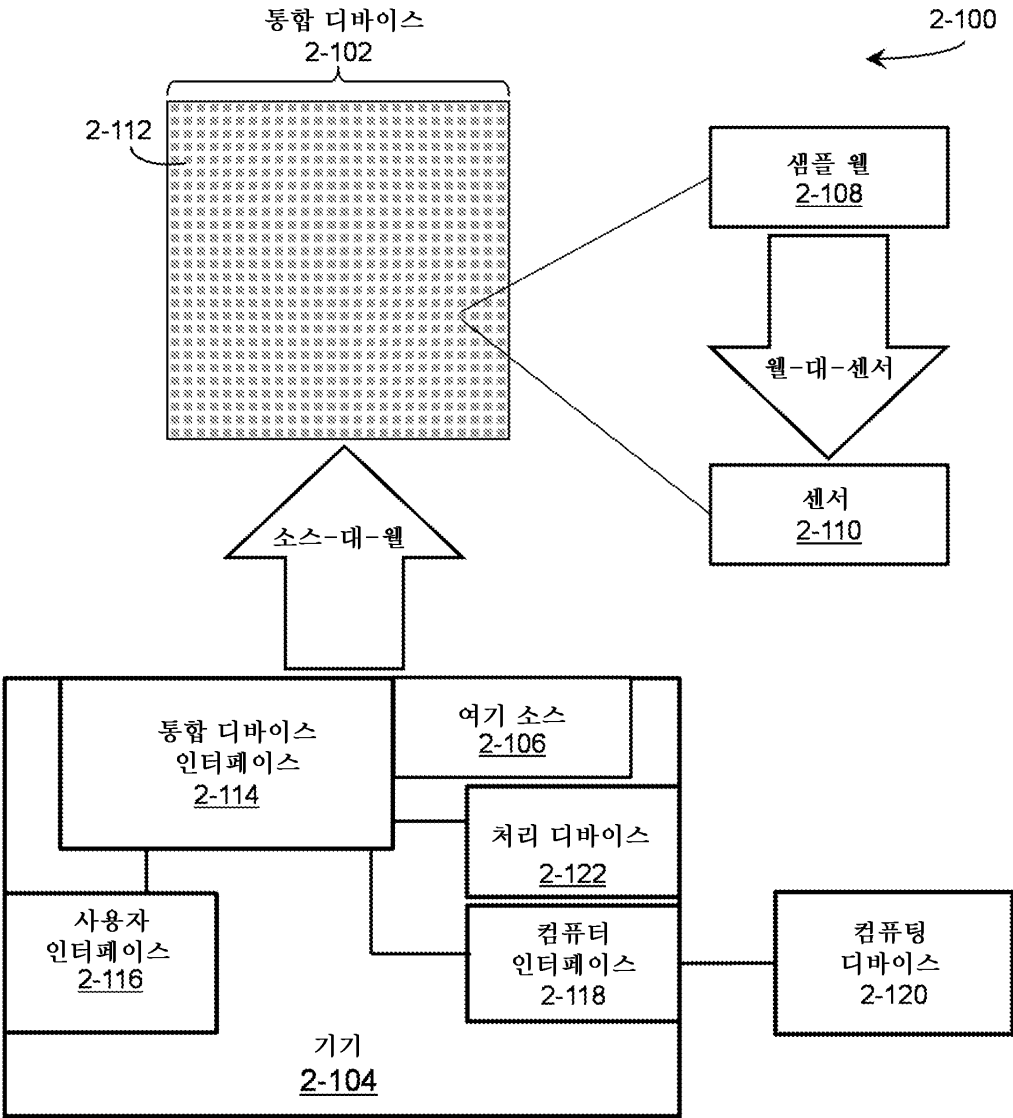 통합 디바이스
2-102
2-100
2-112
샘플 웰
2-108
웰-대-센서
센서
2-110
소스-대-웰
통합 디바이스
인터페이스
2-114
여기 소스
2-106
처리 디바이스
2-122
사용자
인터페이스
2-116
컴퓨터
인터페이스
2-118
컴퓨팅
디바이스
2-120
기기
2-104